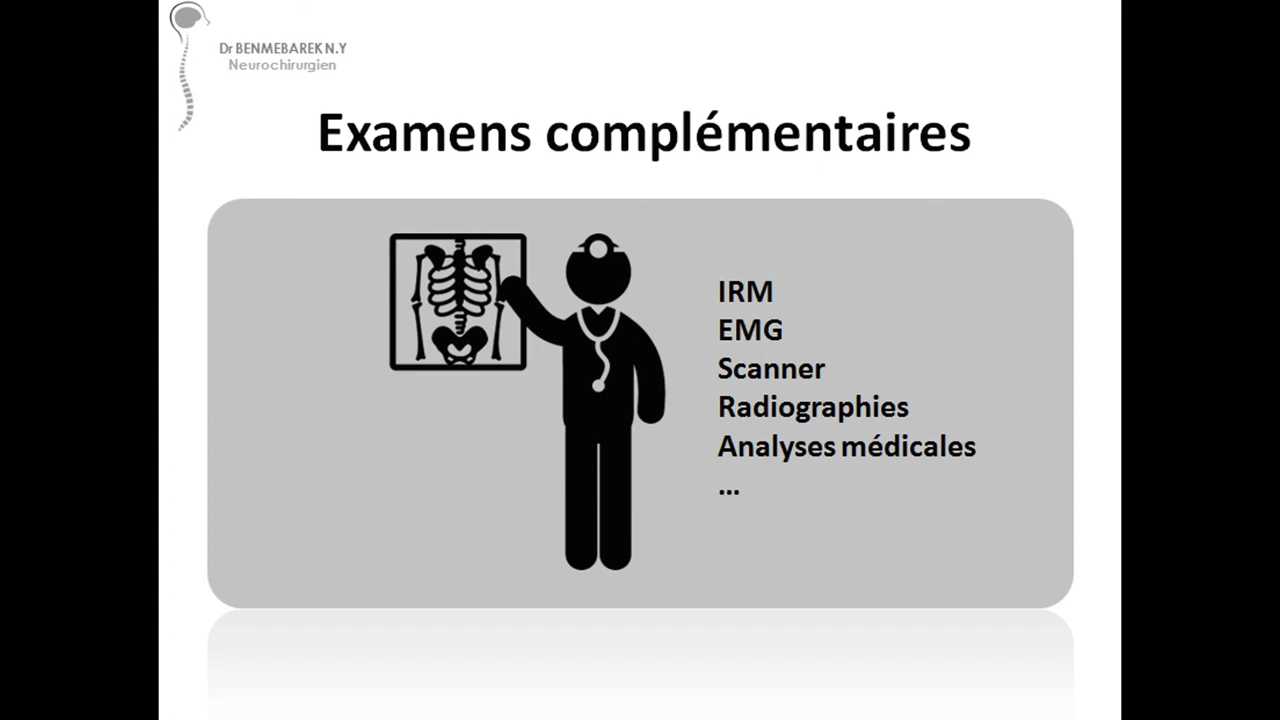 Dr BENMEBAREK N.Y
Neurochirurgien
Examens complémentaires
IRM
EMG
Scanner
Radiographies
Analyses médicales
...